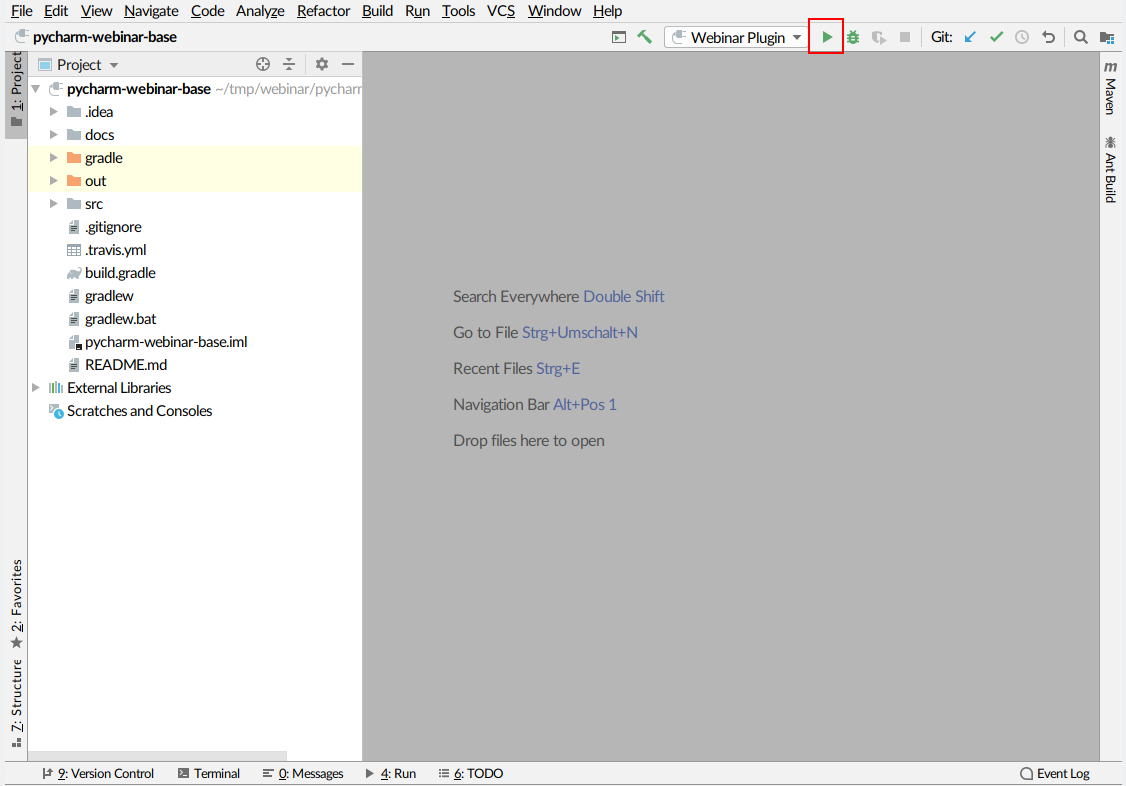 File Edit View Navigate Code Analyze Refactor Build Run Tools VCS Window Help
pycharm-webinar-base
Webinar Plugin
Git:
1: Project
Project
pycharm-webinar-base ~/tmp/webinar/pycharm
.idea
docs
gradle
out
src
.gitignore
.travis.yml
build.gradle
gradlew
gradlew.bat
pycharm-webinar-base.iml
README.md
External Libraries
Scratches and Consoles
Search Everywhere Double Shift
Go to File Strg+Umschalt+N
Recent Files Strg+E
Navigation Bar Alt+Pos 1
Drop files here to open
m
Maven
Ant Build
2: Favorites
7: Structure
9: Version Control
Terminal
0: Messages
4: Run
6: TODO
Event Log